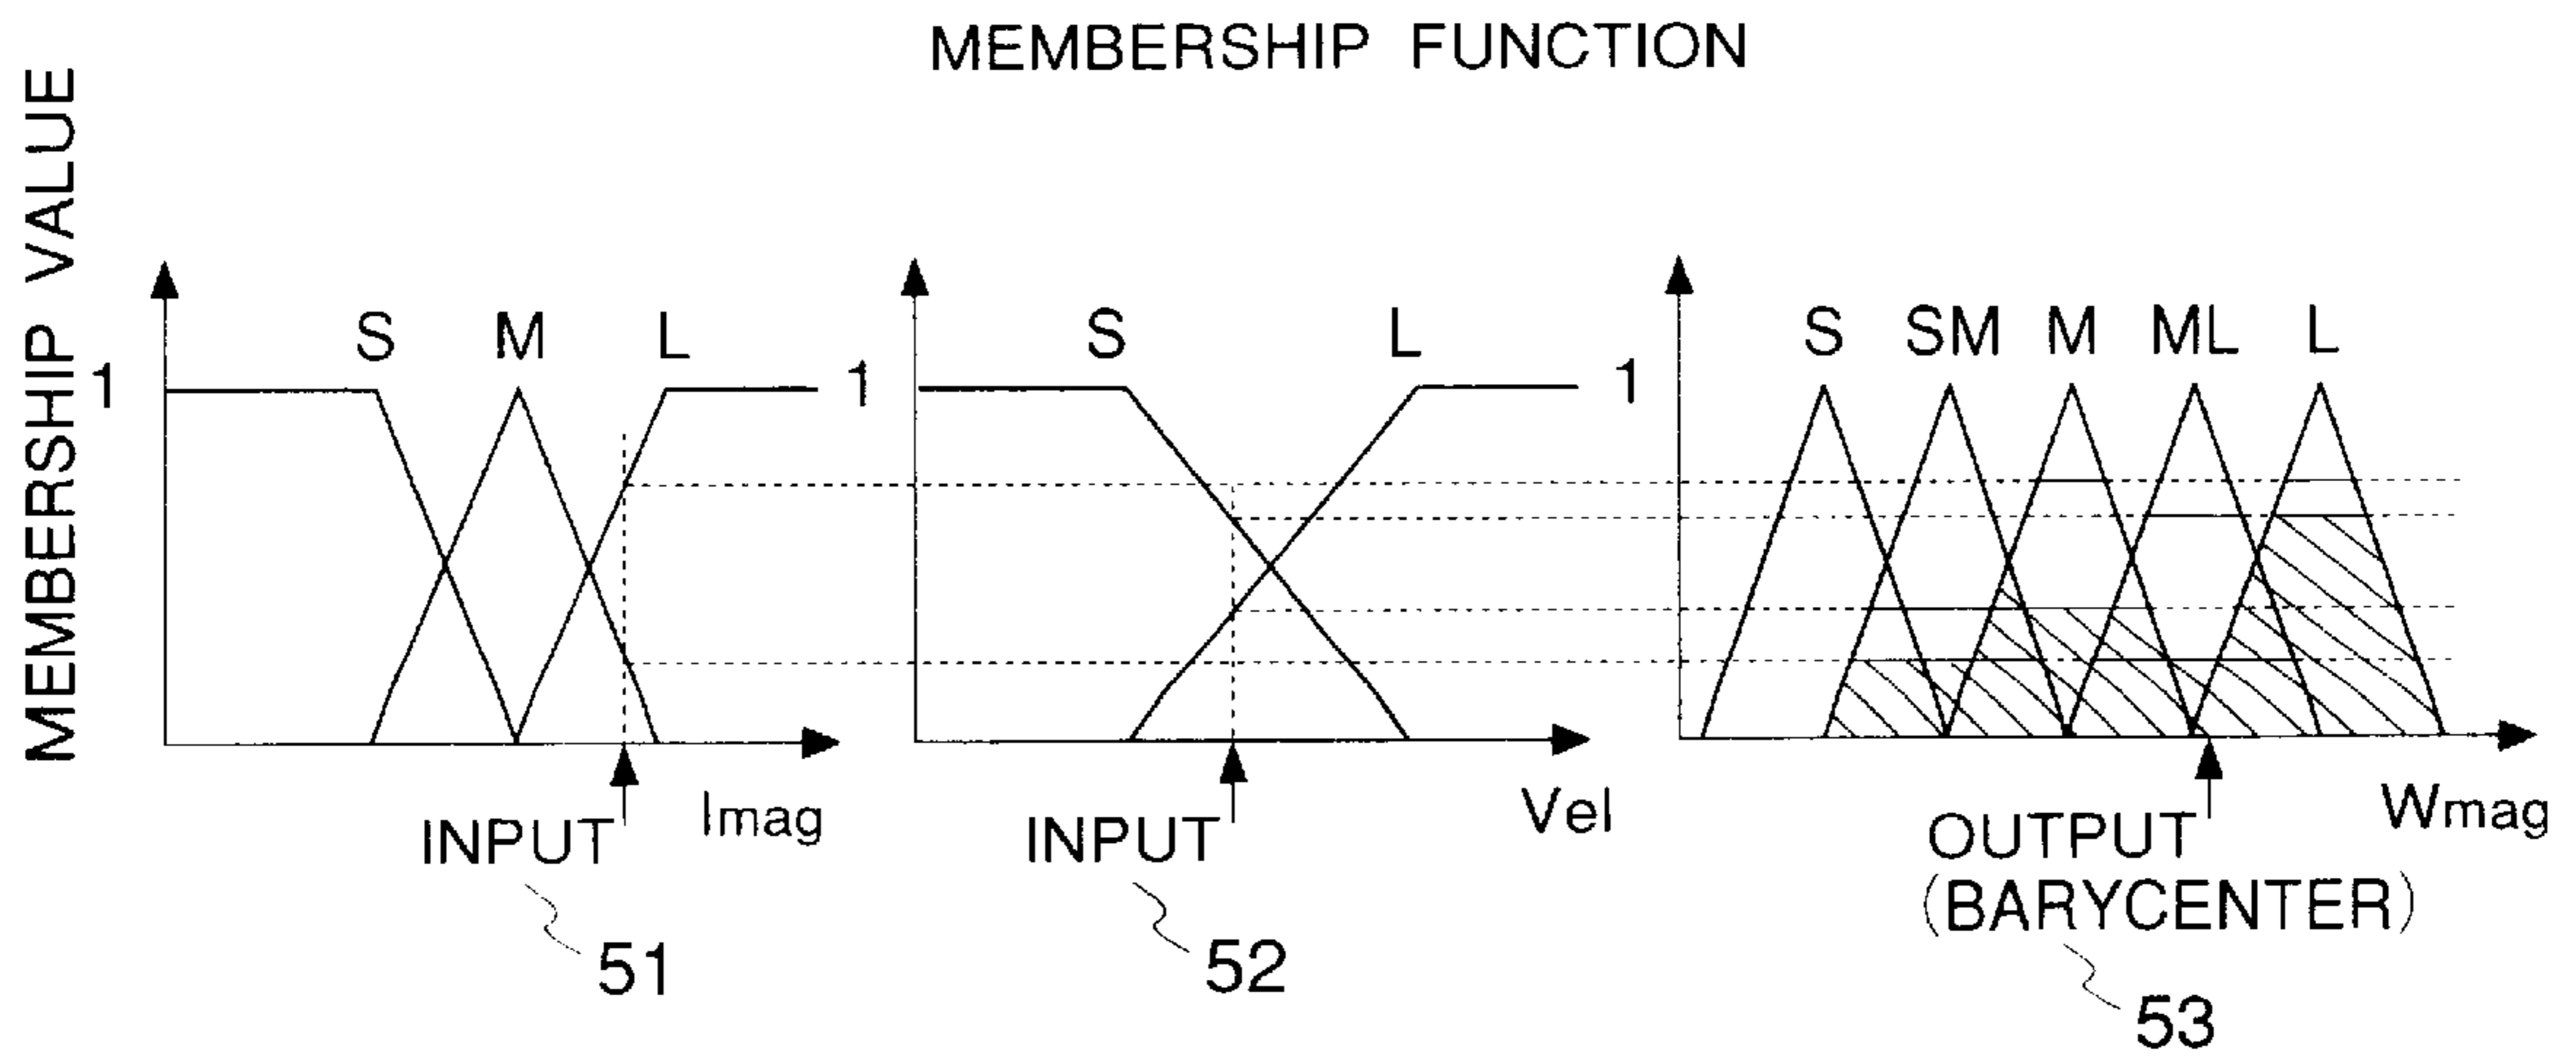 MEMBERSHIP FUNCTION
MEMBERSHIP VALUE
1
S M L
INPUT
Imag
51
1
S L
INPUT
Vel
52
1
S SM M ML L
OUTPUT
(BARYCENTER)
Wmag
53